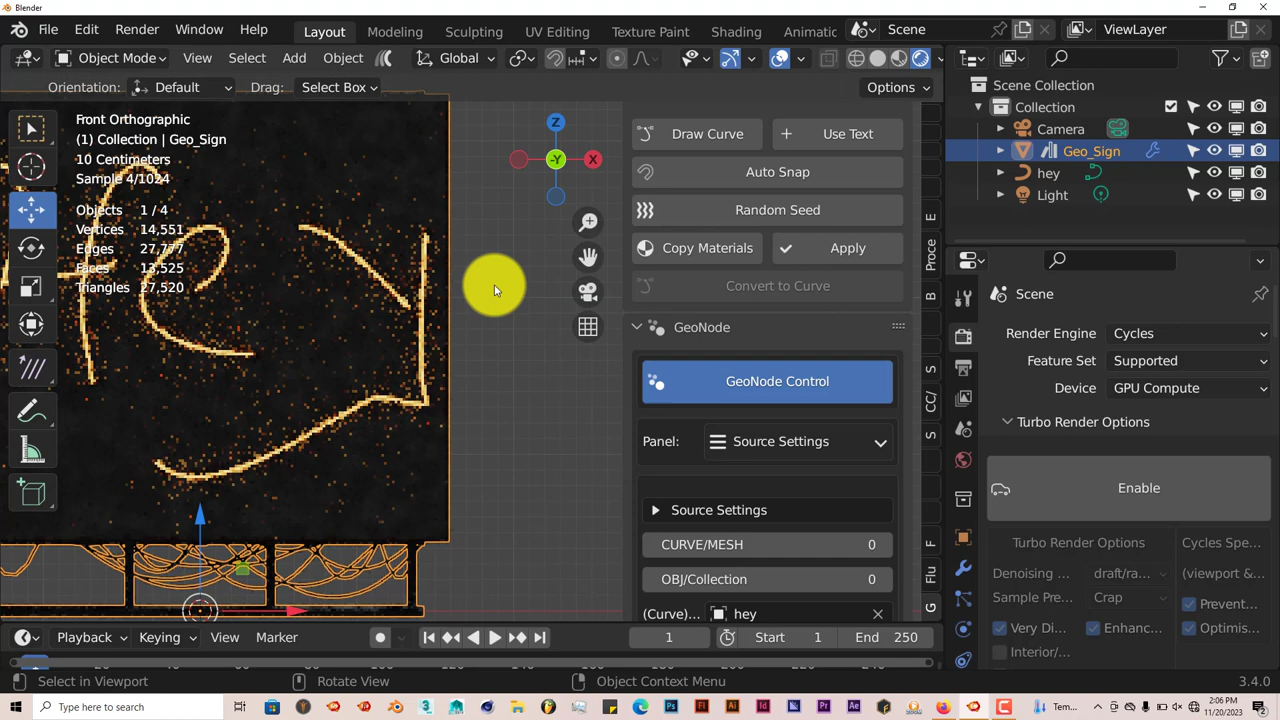 Blender
File Edit Render Window Help Layout Modeling Sculpting UV Editing Texture Paint Shading Animatic Scene ViewLayer
Object Mode View Select Add Object Global
Orientation: Default Drag: Select Box Options
Front Orthographic
(1) Collection | Geo_Sign
10 Centimeters
Sample 4/1024
Objects 1 / 4
Vertices 14,551
Edges 27,777
Faces 13,525
Triangles 27,520
Z
-Y X
Draw Curve Use Text
Auto Snap
Random Seed
Copy Materials Apply
Convert to Curve
GeoNode
GeoNode Control
Panel: Source Settings
Source Settings
CURVE/MESH 0
OBJ/Collection 0
(Curve)... hey
E
Proce
B
S
CC/
S
F
Flu
G
Scene Collection
Collection
Camera
Geo_Sign
hey
Light
Scene
Render Engine Cycles
Feature Set Supported
Device GPU Compute
Turbo Render Options
Enable
Turbo Render Options Cycles Spe...
Denoising ... draft/ra... (viewport &
Sample Pre... Crap Prevent...
Very Di... Enhanc... Optimis...
Interior/...
Playback Keying View Marker 1 Start 1 End 250
Select in Viewport Rotate View Object Context Menu 3.4.0
Type here to search Tem... 2:06 PM
11/20/2023